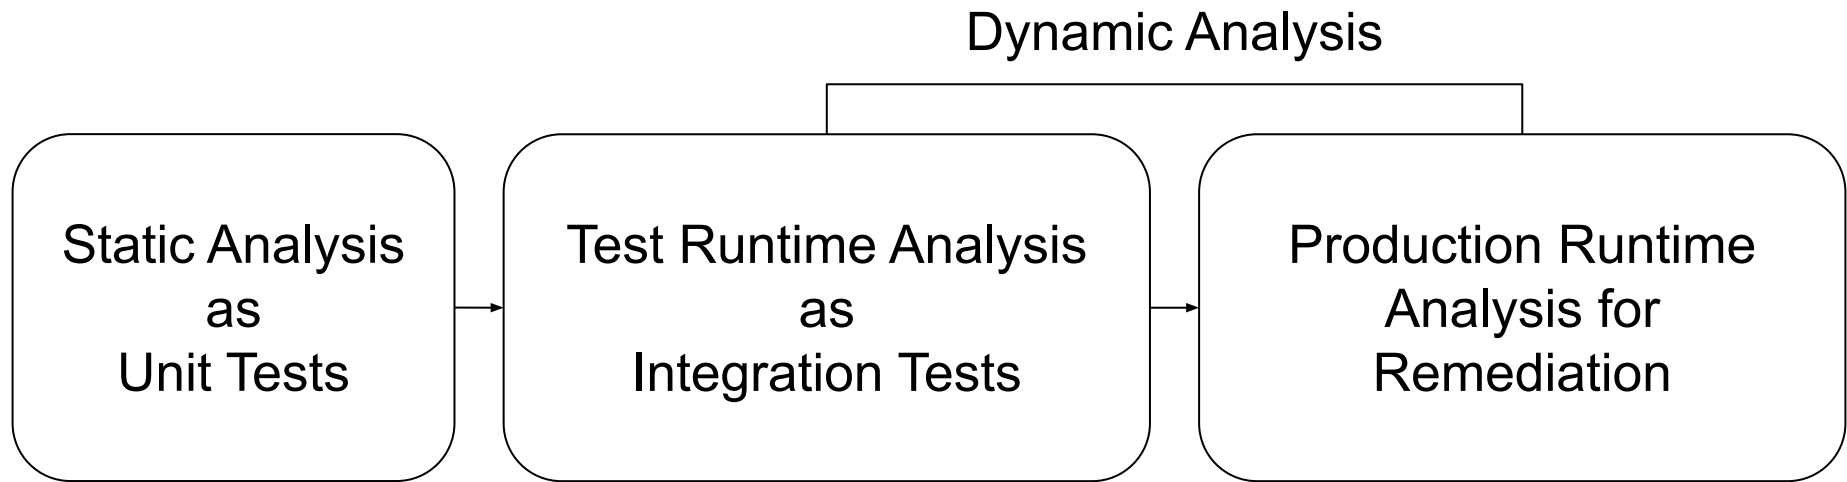 Dynamic Analysis
Static Analysis
as
Unit Tests
Test Runtime Analysis
as
Integration Tests
Production Runtime
Analysis for
Remediation